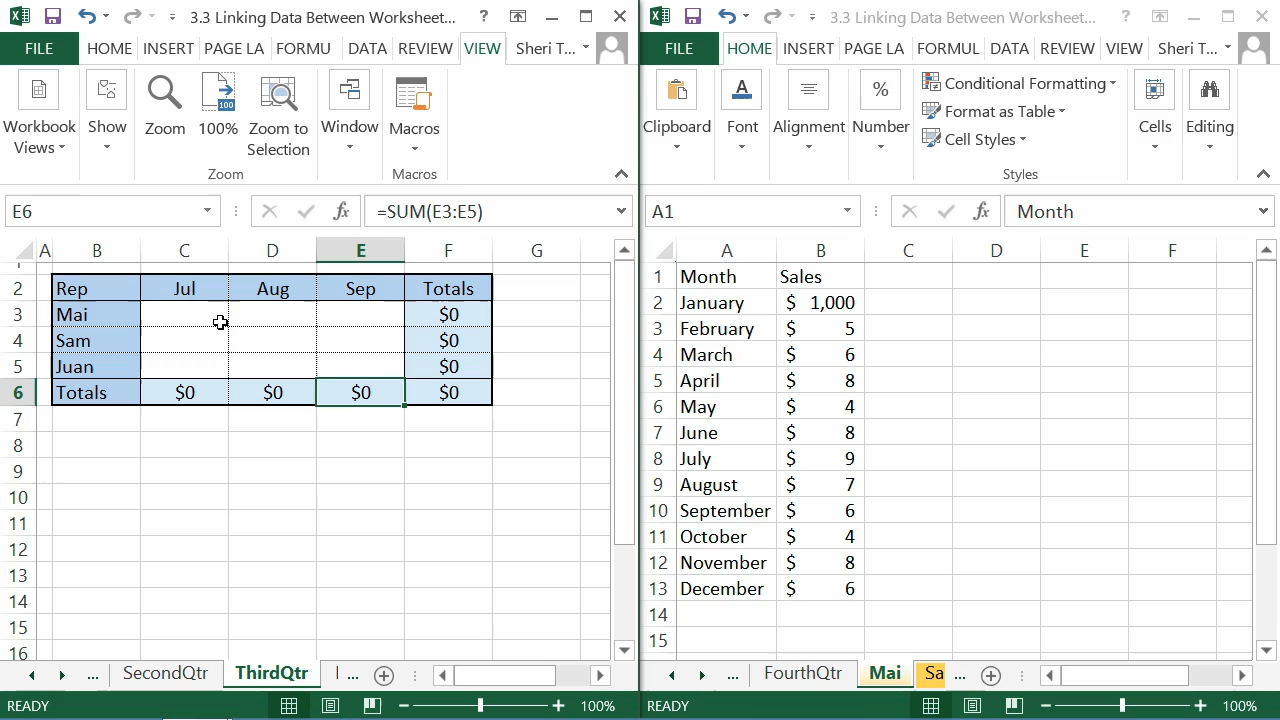 3.3 Linking Data Between Worksheet...
FILE HOME INSERT PAGE LA FORMU DATA REVIEW VIEW Sheri T...
100
Workbook Views Show Zoom 100% Zoom to Selection Window Macros
Zoom Macros
E6 fx =SUM(E3:E5)
A B C D E F G
2 Rep Jul Aug Sep Totals
3 Mai $0
4 Sam $0
5 Juan $0
6 Totals $0 $0 $0 $0
7
8
9
10
11
12
13
14
15
16
... SecondQtr ThirdQtr ...
READY 100%
3.3 Linking Data Between Worksheet...
FILE HOME INSERT PAGE LA FORMUL DATA REVIEW VIEW Sheri T...
Clipboard Font Alignment Number Conditional Formatting
Format as Table
Cell Styles
Cells Editing
Styles
A1 fx Month
A B C D E F
1 Month Sales
2 January $ 1,000
3 February $ 5
4 March $ 6
5 April $ 8
6 May $ 4
7 June $ 8
8 July $ 9
9 August $ 7
10 September $ 6
11 October $ 4
12 November $ 8
13 December $ 6
14
15
... FourthQtr Mai Sa ...
READY 100%